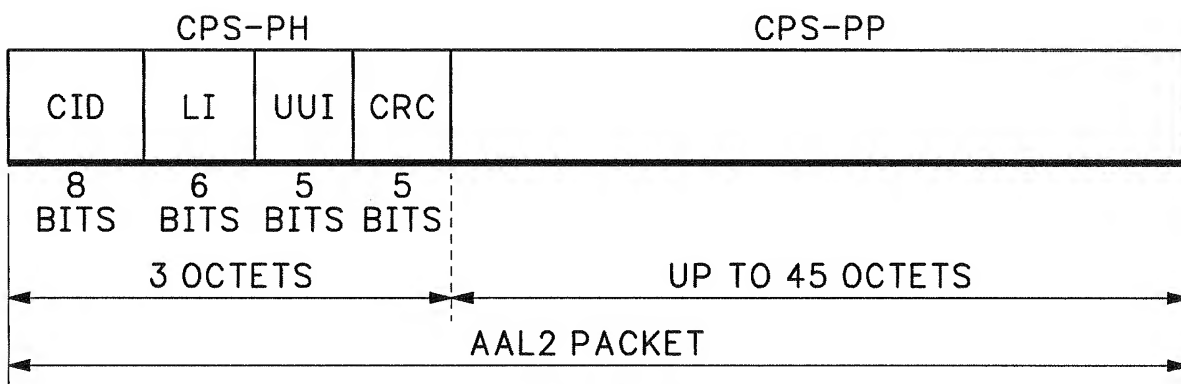 CPS-PH CPS-PP
CID LI UUI CRC
8 6 5 5
BITS BITS BITS BITS
3 OCTETS UP TO 45 OCTETS
AAL2 PACKET